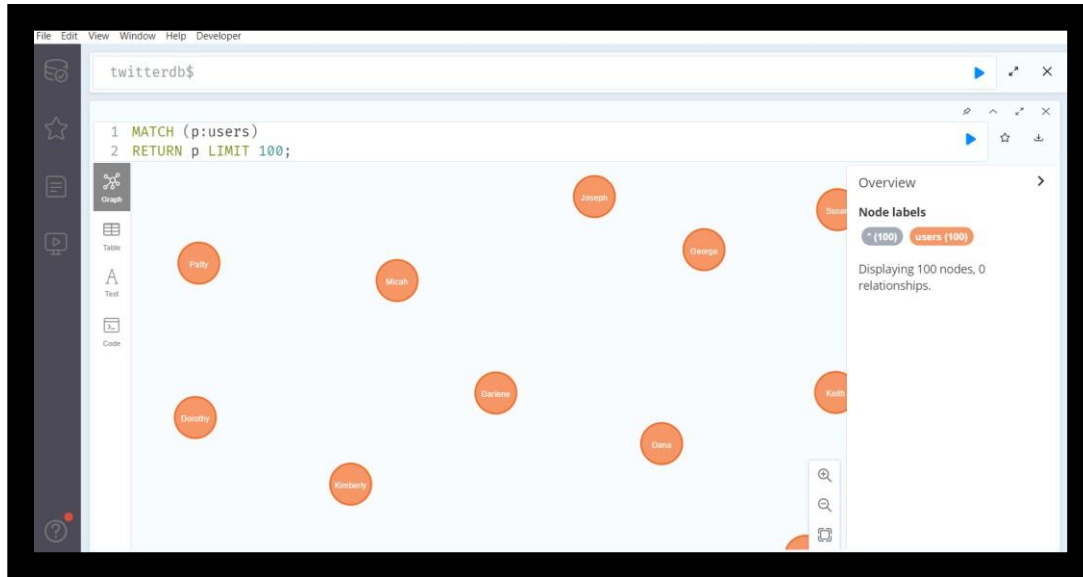 File Edit View Window Help Developer
twitterdb$
1 MATCH (p:users)
2 RETURN p LIMIT 100;
Graph
Table
Text
Code
Joseph
Susan
George
Patty
Micah
Darlene
Keith
Dorothy
Dana
Kimberly
Overview
Node labels
* (100) users (100)
Displaying 100 nodes, 0
relationships.